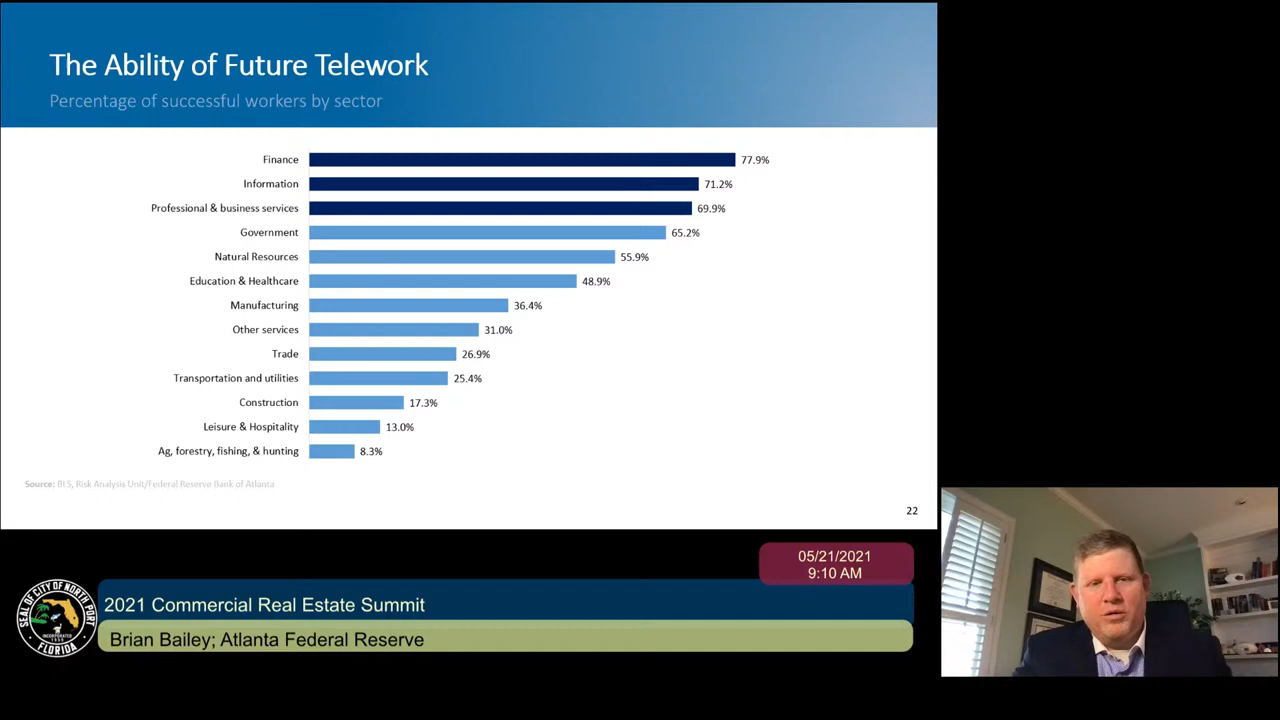 The Ability of Future Telework
Percentage of successful workers by sector
Finance 77.9%
Information 71.2%
Professional & business services 69.9%
Government 65.2%
Natural Resources 55.9%
Education & Healthcare 48.9%
Manufacturing 36.4%
Other services 31.0%
Trade 26.9%
Transportation and utilities 25.4%
Construction 17.3%
Leisure & Hospitality 13.0%
Ag, forestry, fishing, & hunting 8.3%
Source: BLS, Risk Analysis Unit/Federal Reserve Bank of Atlanta
22
05/21/2021
9:10 AM
2021 Commercial Real Estate Summit
Brian Bailey; Atlanta Federal Reserve
SEAL OF CITY OF NORTH PORT
INCORPORATED
FLORIDA